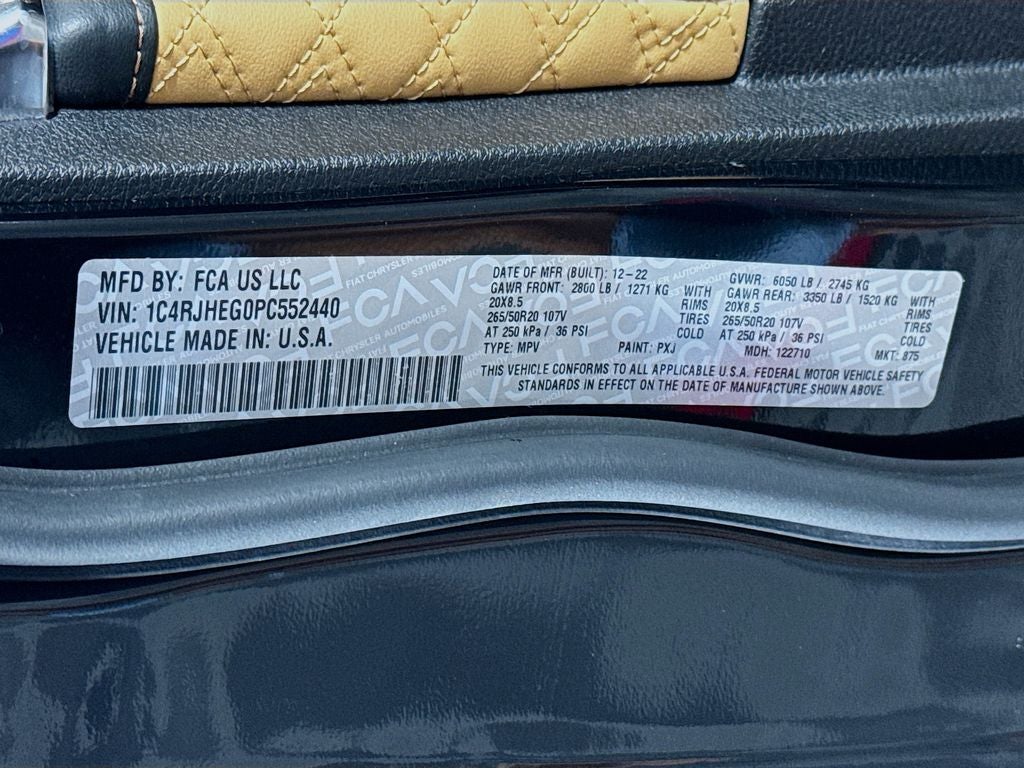 MFD BY: FCA US LLC
VIN: 1C4RJHEG0PC552440
VEHICLE MADE IN: U.S.A.
DATE OF MFR (BUILT): 12-22 GVWR: 6050 LB / 2745 KG
GAWR FRONT: 2800 LB / 1271 KG WITH GAWR REAR: 3350 LB / 1520 KG WITH
20X8.5 RIMS 20X8.5 RIMS
265/50R20 107V TIRES 265/50R20 107V TIRES
AT 250 kPa / 36 PSI COLD AT 250 kPa / 36 PSI COLD
TYPE: MPV PAINT: PXJ MDH: 122710 MKT: 875
THIS VEHICLE CONFORMS TO ALL APPLICABLE U.S.A. FEDERAL MOTOR VEHICLE SAFETY
STANDARDS IN EFFECT ON THE DATE OF MANUFACTURE SHOWN ABOVE.